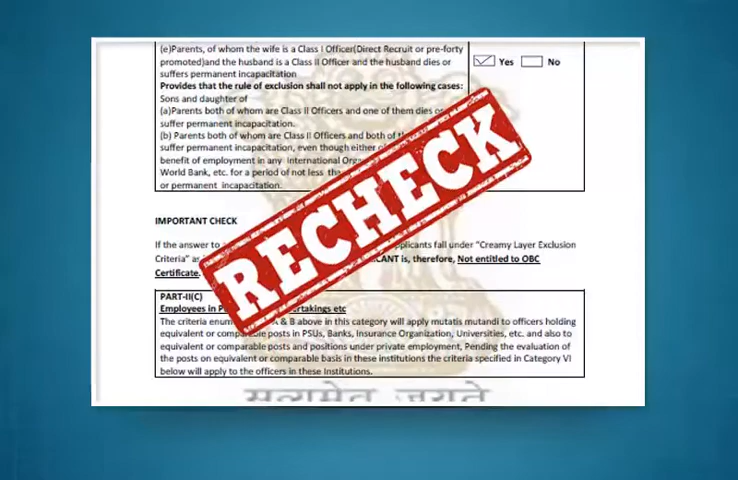 (e)Parents, of whom the wife is a Class I Officer(Direct Recruit or pre-forty
promoted)and the husband is a Class II Officer and the husband dies or
suffers permanent incapacitation
Yes No
Provides that the rule of exclusion shall not apply in the following cases:
Sons and daughter of
(a)Parents both of whom are Class II Officers and one of them dies or
suffer permanent incapacitation.
(b) Parents both of whom are Class II Officers and both of
suffer permanent incapacitation, even though either
benefit of employment in any International
World Bank, etc. for a period of not less
or permanent incapacitation.
RECHECK
IMPORTANT CHECK
If the answer to fall under "Creamy Layer Exclusion
Criteria" is, therefore, Not entitled to OBC
Certificate.
PART-II(C)
Employees in etc
The criteria A & B above in this category will apply mutatis mutandi to officers holding
equivalent or comparable posts in PSUs, Banks, Insurance Organization, Universities, etc. and also to
equivalent or comparable posts and positions under private employment, Pending the evaluation of
the posts on equivalent or comparable basis in these institutions the criteria specified in Category VI
below will apply to the officers in these Institutions.
सत्यमेव जयते